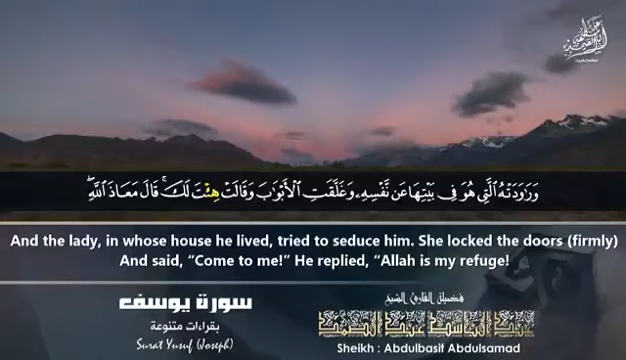 وَرَٰوَدَتْهُ ٱلَّتِي هُوَ فِي بَيْتِهَا عَن نَّفْسِهِۦ وَغَلَّقَتِ ٱلْأَبْوَٰبَ وَقَالَتْ هِئْتَ لَكَ ۚ قَالَ مَعَاذَ ٱللَّهِ ۖ
And the lady, in whose house he lived, tried to seduce him. She locked the doors (firmly)
And said, “Come to me!” He replied, “Allah is my refuge!
سورة يوسف
بقراءات متنوعة
Surat Yusuf (Joseph)
فضيلة القارئ الشيخ
عبد الباسط عبد الصمد
Sheikh : Abdulbasit Abdulsamad